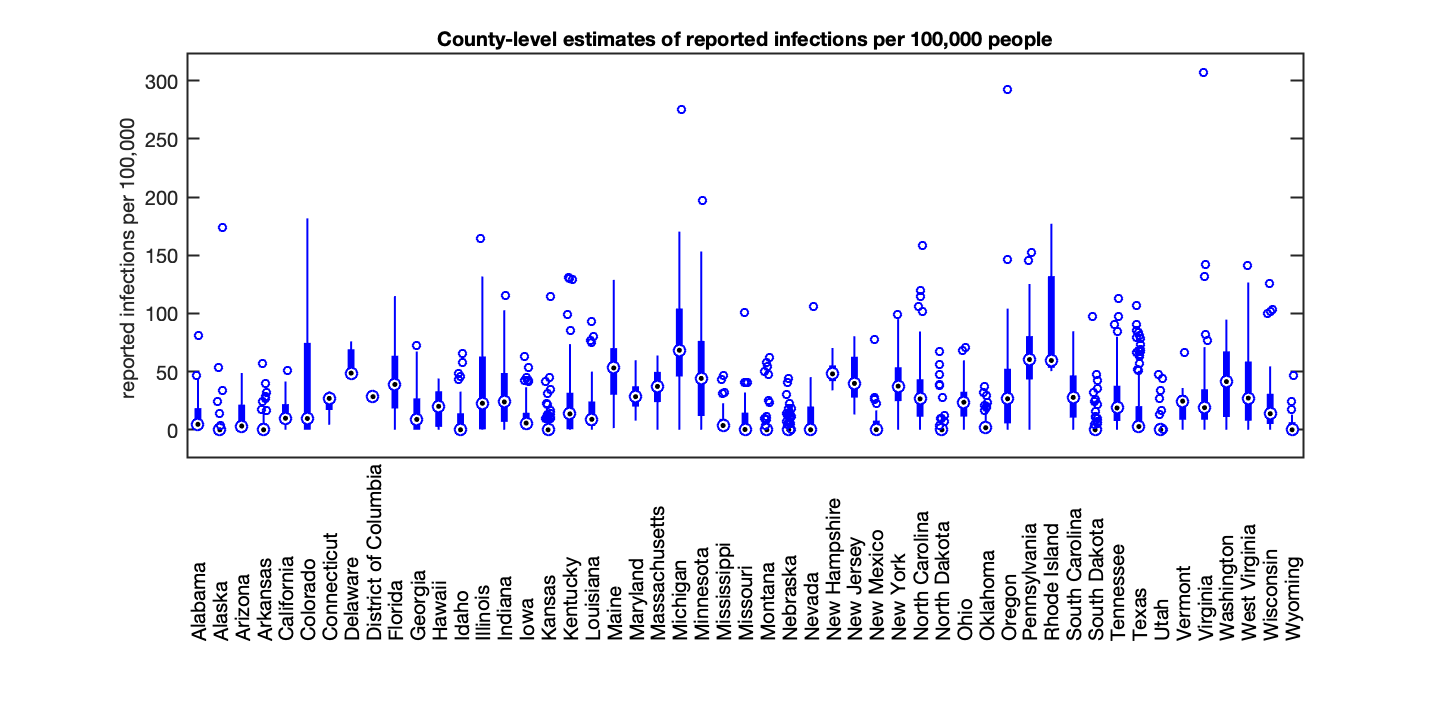 County-level estimates of reported infections per 100,000 people
reported infections per 100,000
300
250
200
150
100
50
0
Alabama
Alaska
Arizona
Arkansas
California
Colorado
Connecticut
Delaware
District of Columbia
Florida
Georgia
Hawaii
Idaho
Illinois
Indiana
Iowa
Kansas
Kentucky
Louisiana
Maine
Maryland
Massachusetts
Michigan
Minnesota
Mississippi
Missouri
Montana
Nebraska
Nevada
New Hampshire
New Jersey
New Mexico
New York
North Carolina
North Dakota
Ohio
Oklahoma
Oregon
Pennsylvania
Rhode Island
South Carolina
South Dakota
Tennessee
Texas
Utah
Vermont
Virginia
Washington
West Virginia
Wisconsin
Wyoming